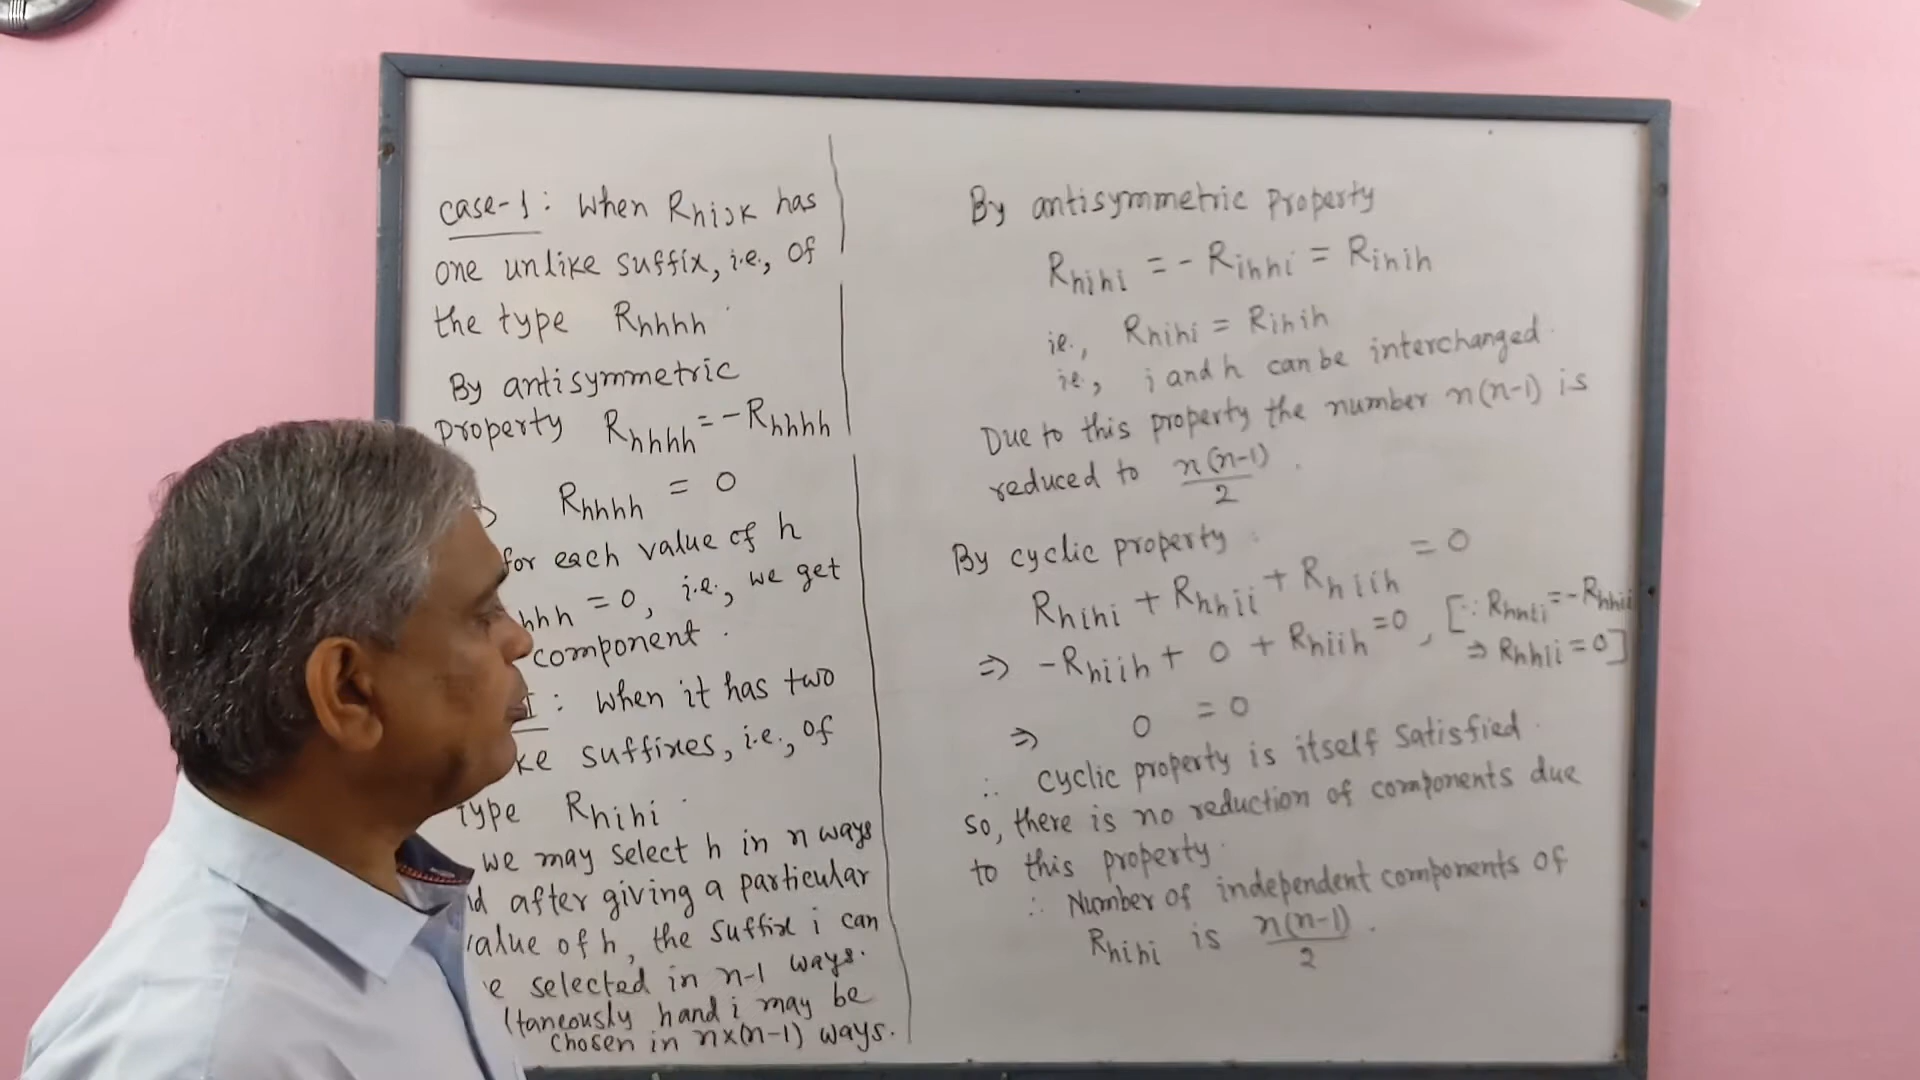 case-1: When Rhijk has
one unlike suffix, i.e., of
the type Rhhhh
By antisymmetric
property Rhhhh = -Rhhhh
Rhhhh = 0
for each value of h
hhh = 0, i.e., we get
component.
: When it has two
ke suffixes, i.e., of
type Rhihi.
we may select h in n ways
d after giving a particular
value of h, the suffix i can
e selected in n-1 ways.
ltaneously h and i may be
chosen in n×(n-1) ways.
By antisymmetric Property
Rhihi = - Rihhi = Rihih
ie., Rhihi = Rihih
ie., i and h can be interchanged.
Due to this property the number n(n-1) is
reduced to n(n-1)/2.
By cyclic property.
Rhihi + Rhhii + Rhiih = 0
⇒ -Rhiih + 0 + Rhiih = 0, [∵ Rhhii = -Rhhii
⇒ Rhhii = 0]
⇒ 0 = 0
∴ cyclic property is itself satisfied.
so, there is no reduction of components due
to this property.
∴ Number of independent components of
Rhihi is n(n-1)/2.